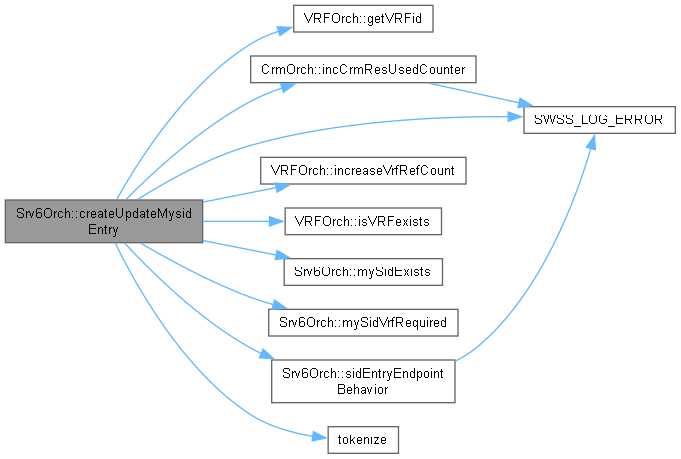 VRFOrch::getVRFid
CrmOrch::incCrmResUsedCounter
SWSS_LOG_ERROR
VRFOrch::increaseVrfRefCount
Srv6Orch::createUpdateMysid
Entry
VRFOrch::isVRFexists
Srv6Orch::mySidExists
Srv6Orch::mySidVrfRequired
Srv6Orch::sidEntryEndpoint
Behavior
tokenize